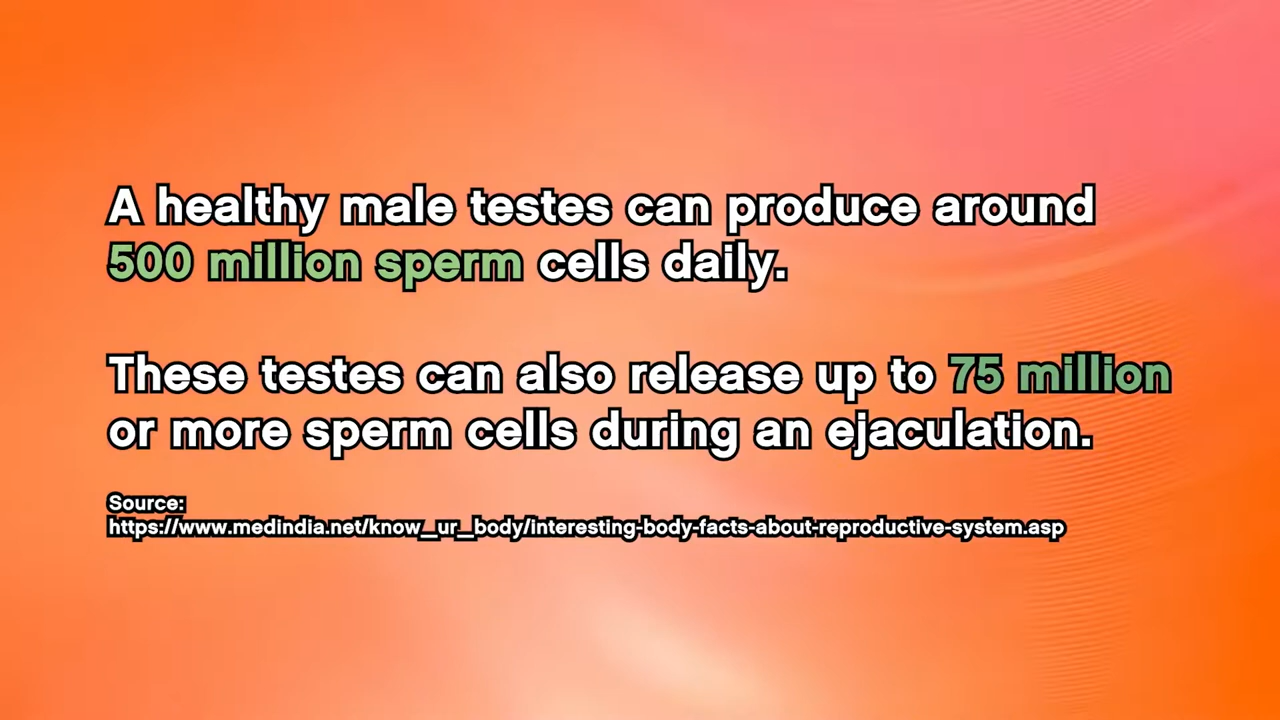 A healthy male testes can produce around
500 million sperm cells daily.
These testes can also release up to 75 million
or more sperm cells during an ejaculation.
Source:
https://www.medindia.net/know_ur_body/interesting-body-facts-about-reproductive-system.asp